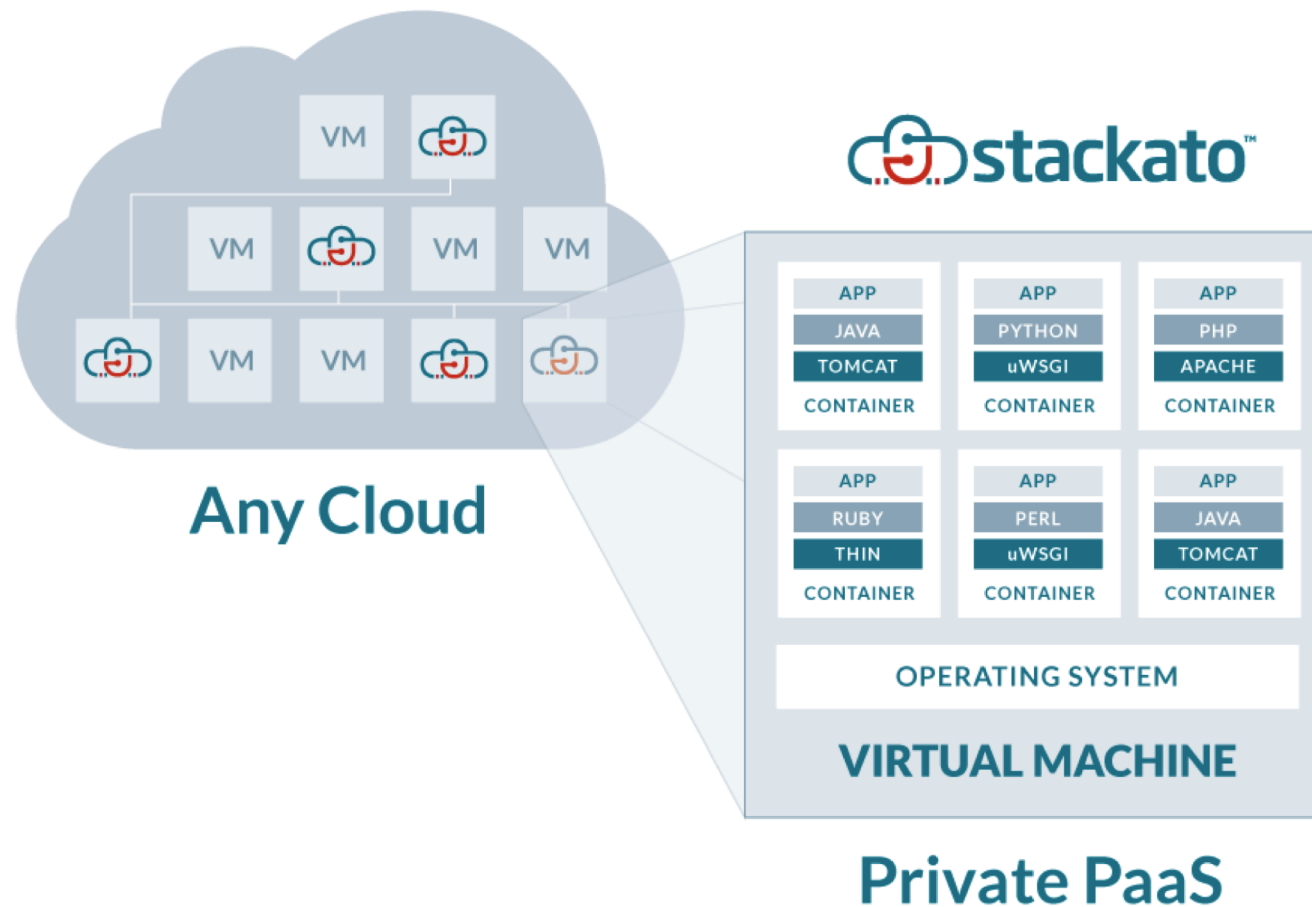 VM
VM VM VM
VM VM
Any Cloud
stackato™
APP APP APP
JAVA PYTHON PHP
TOMCAT uWSGI APACHE
CONTAINER CONTAINER CONTAINER
APP APP APP
RUBY PERL JAVA
THIN uWSGI TOMCAT
CONTAINER CONTAINER CONTAINER
OPERATING SYSTEM
VIRTUAL MACHINE
Private PaaS